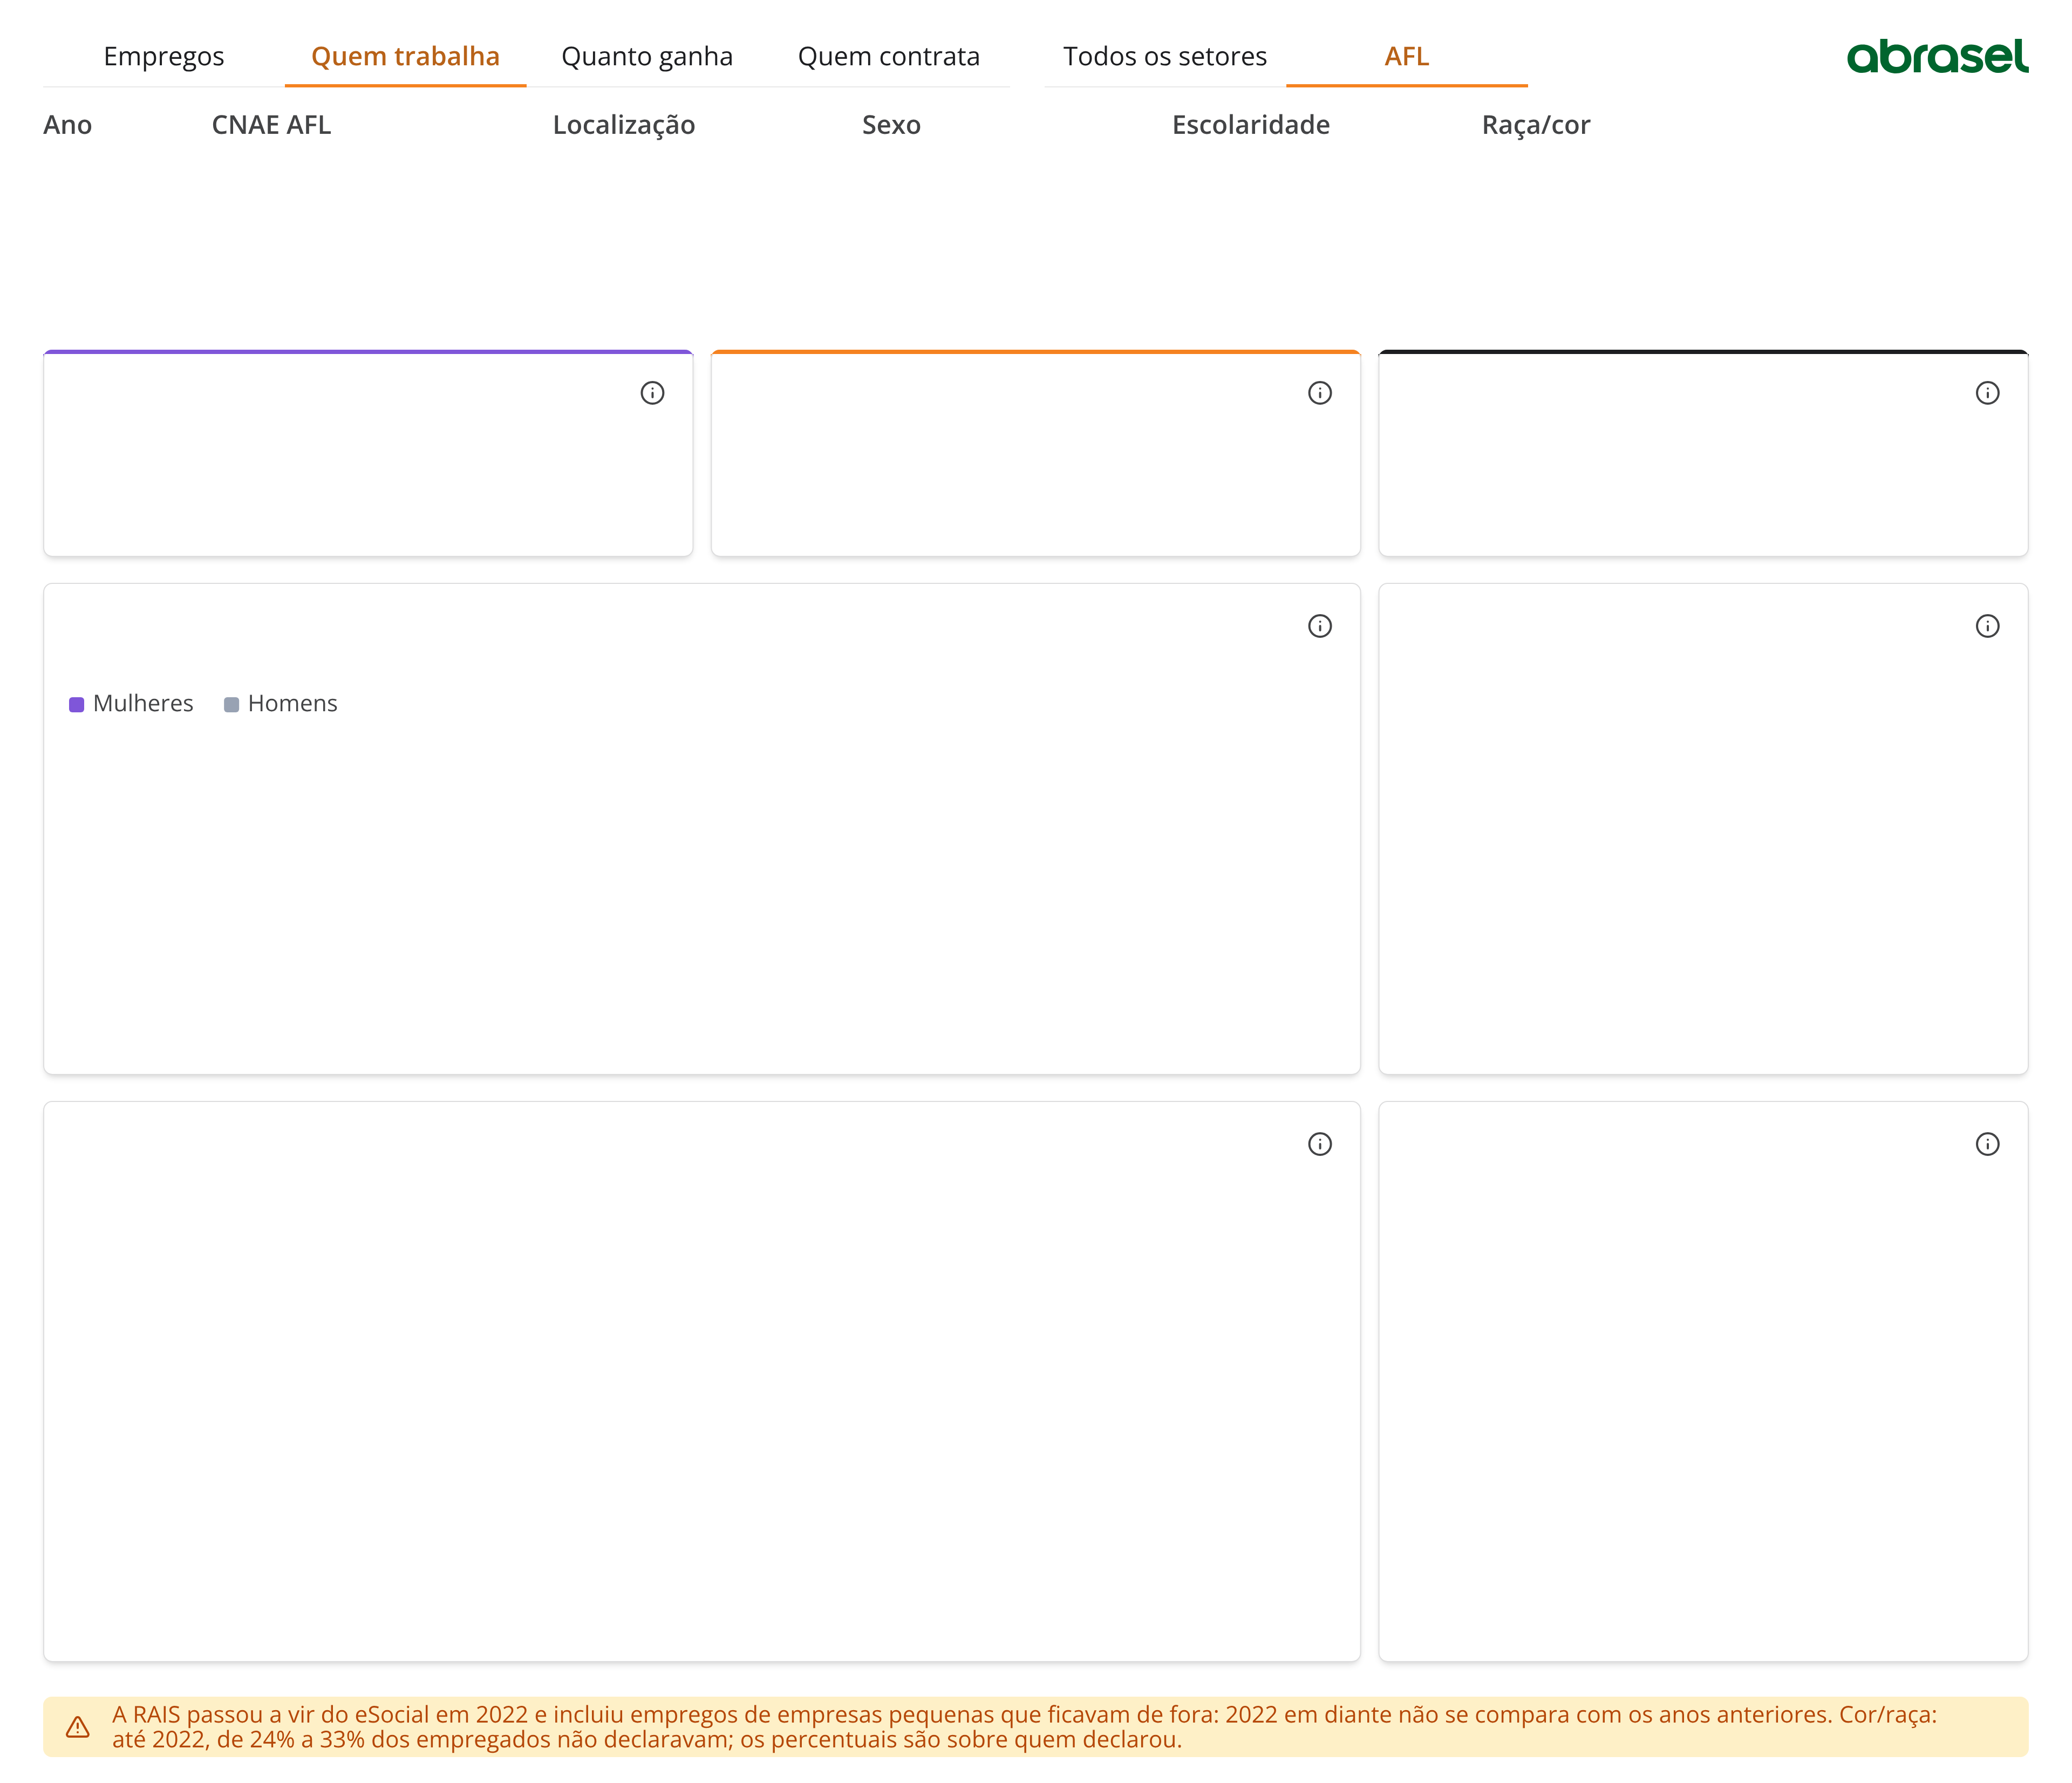 Empregos
Quem trabalha
Quanto ganha
Quem contrata
Todos os setores
AFL
abrasel
Ano
CNAE AFL
Localização
Sexo
Escolaridade
Raça/cor
Mulheres
Homens
A RAIS passou a vir do eSocial em 2022 e incluiu empregos de empresas pequenas que ficavam de fora: 2022 em diante não se compara com os anos anteriores. Cor/raça:
até 2022, de 24% a 33% dos empregados não declaravam; os percentuais são sobre quem declarou.